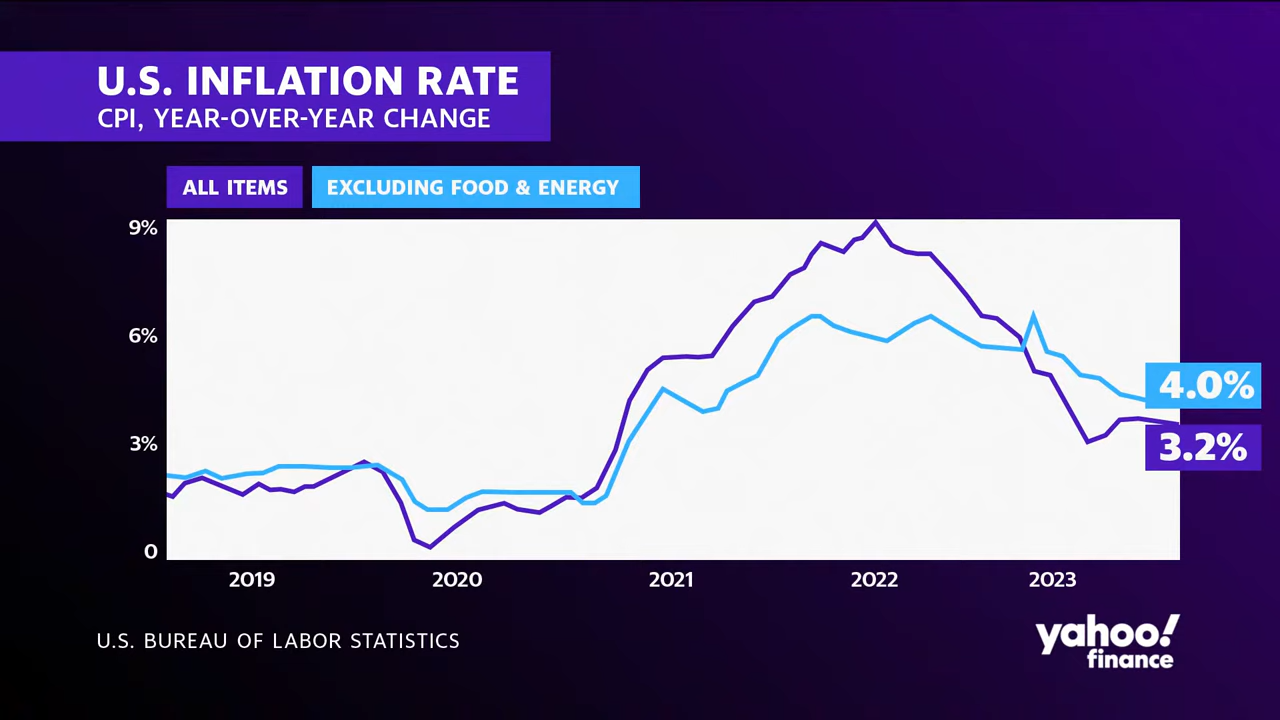 U.S. INFLATION RATE
CPI, YEAR-OVER-YEAR CHANGE
ALL ITEMS
EXCLUDING FOOD & ENERGY
9%
6%
3%
0
4.0%
3.2%
2019
2020
2021
2022
2023
U.S. BUREAU OF LABOR STATISTICS
yahoo!
finance